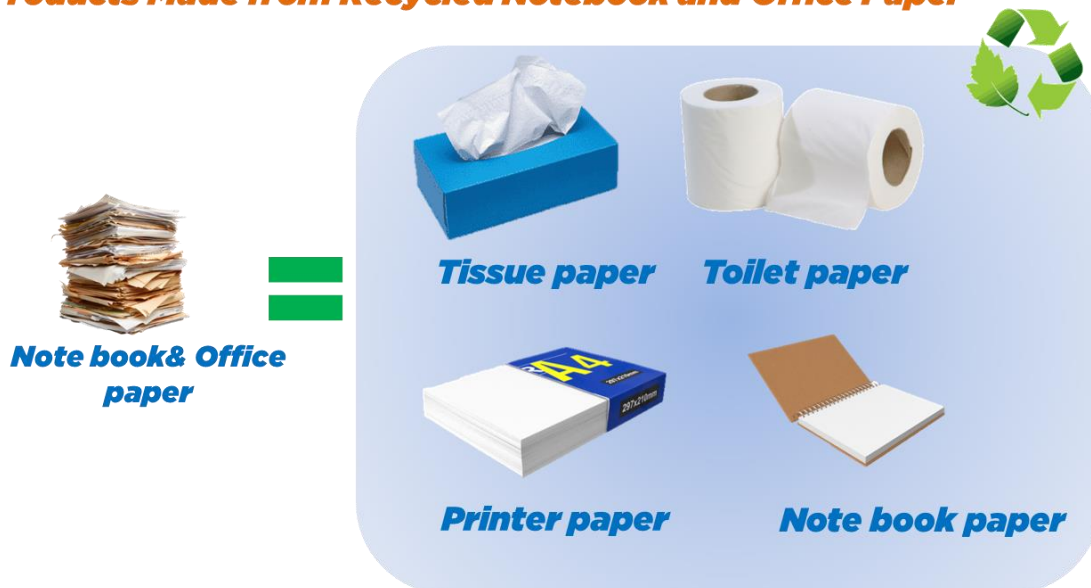 roducts Made from Recycled Notebook and Office Paper
Tissue paper
Toilet paper
Note book& Office
paper
A4
297x210mm
297x210mm
Printer paper
Note book paper